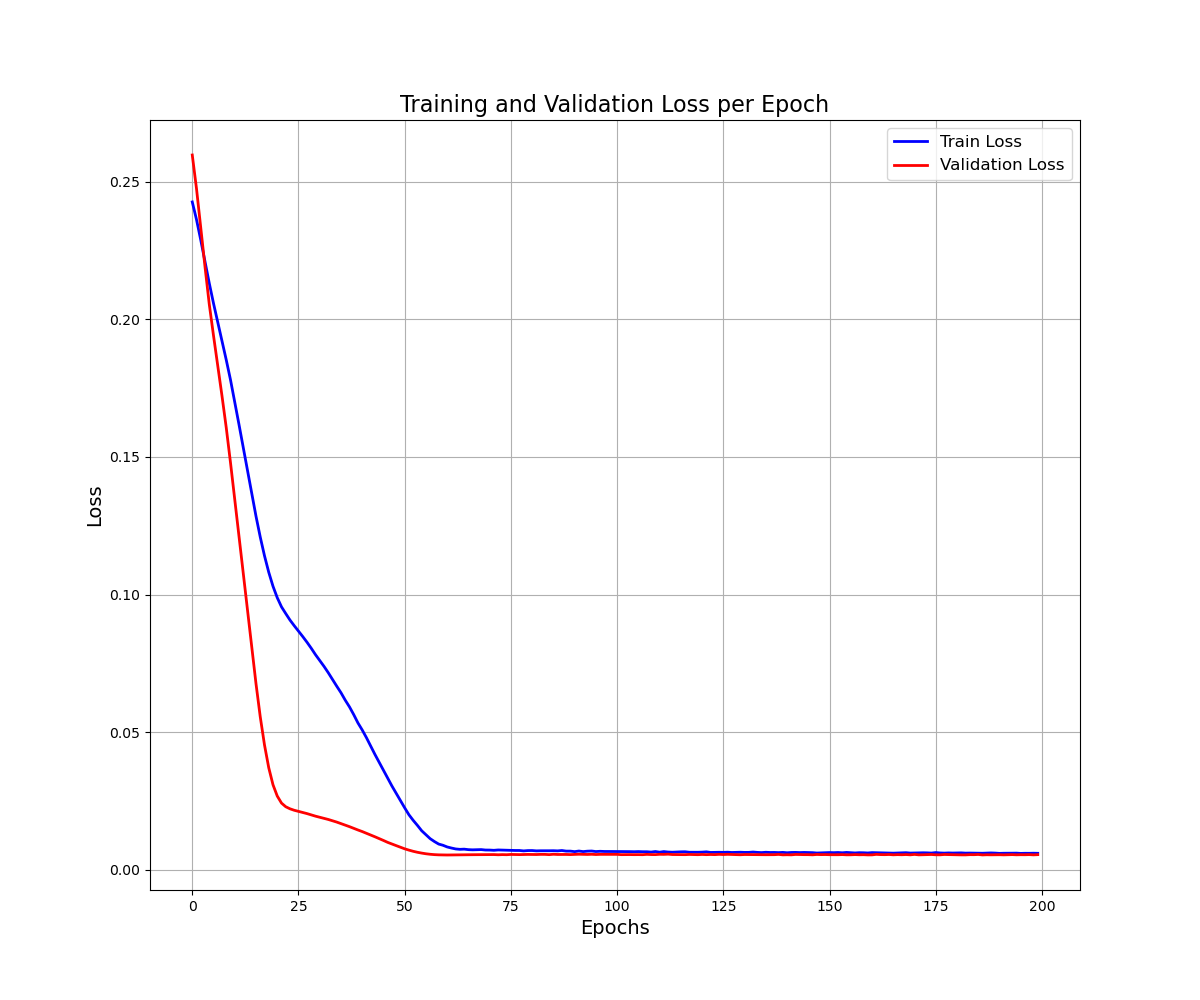 Training and Validation Loss per Epoch
Train Loss
Validation Loss
0.25
0.20
0.15
0.10
0.05
0.00
Loss
0 25 50 75 100 125 150 175 200
Epochs